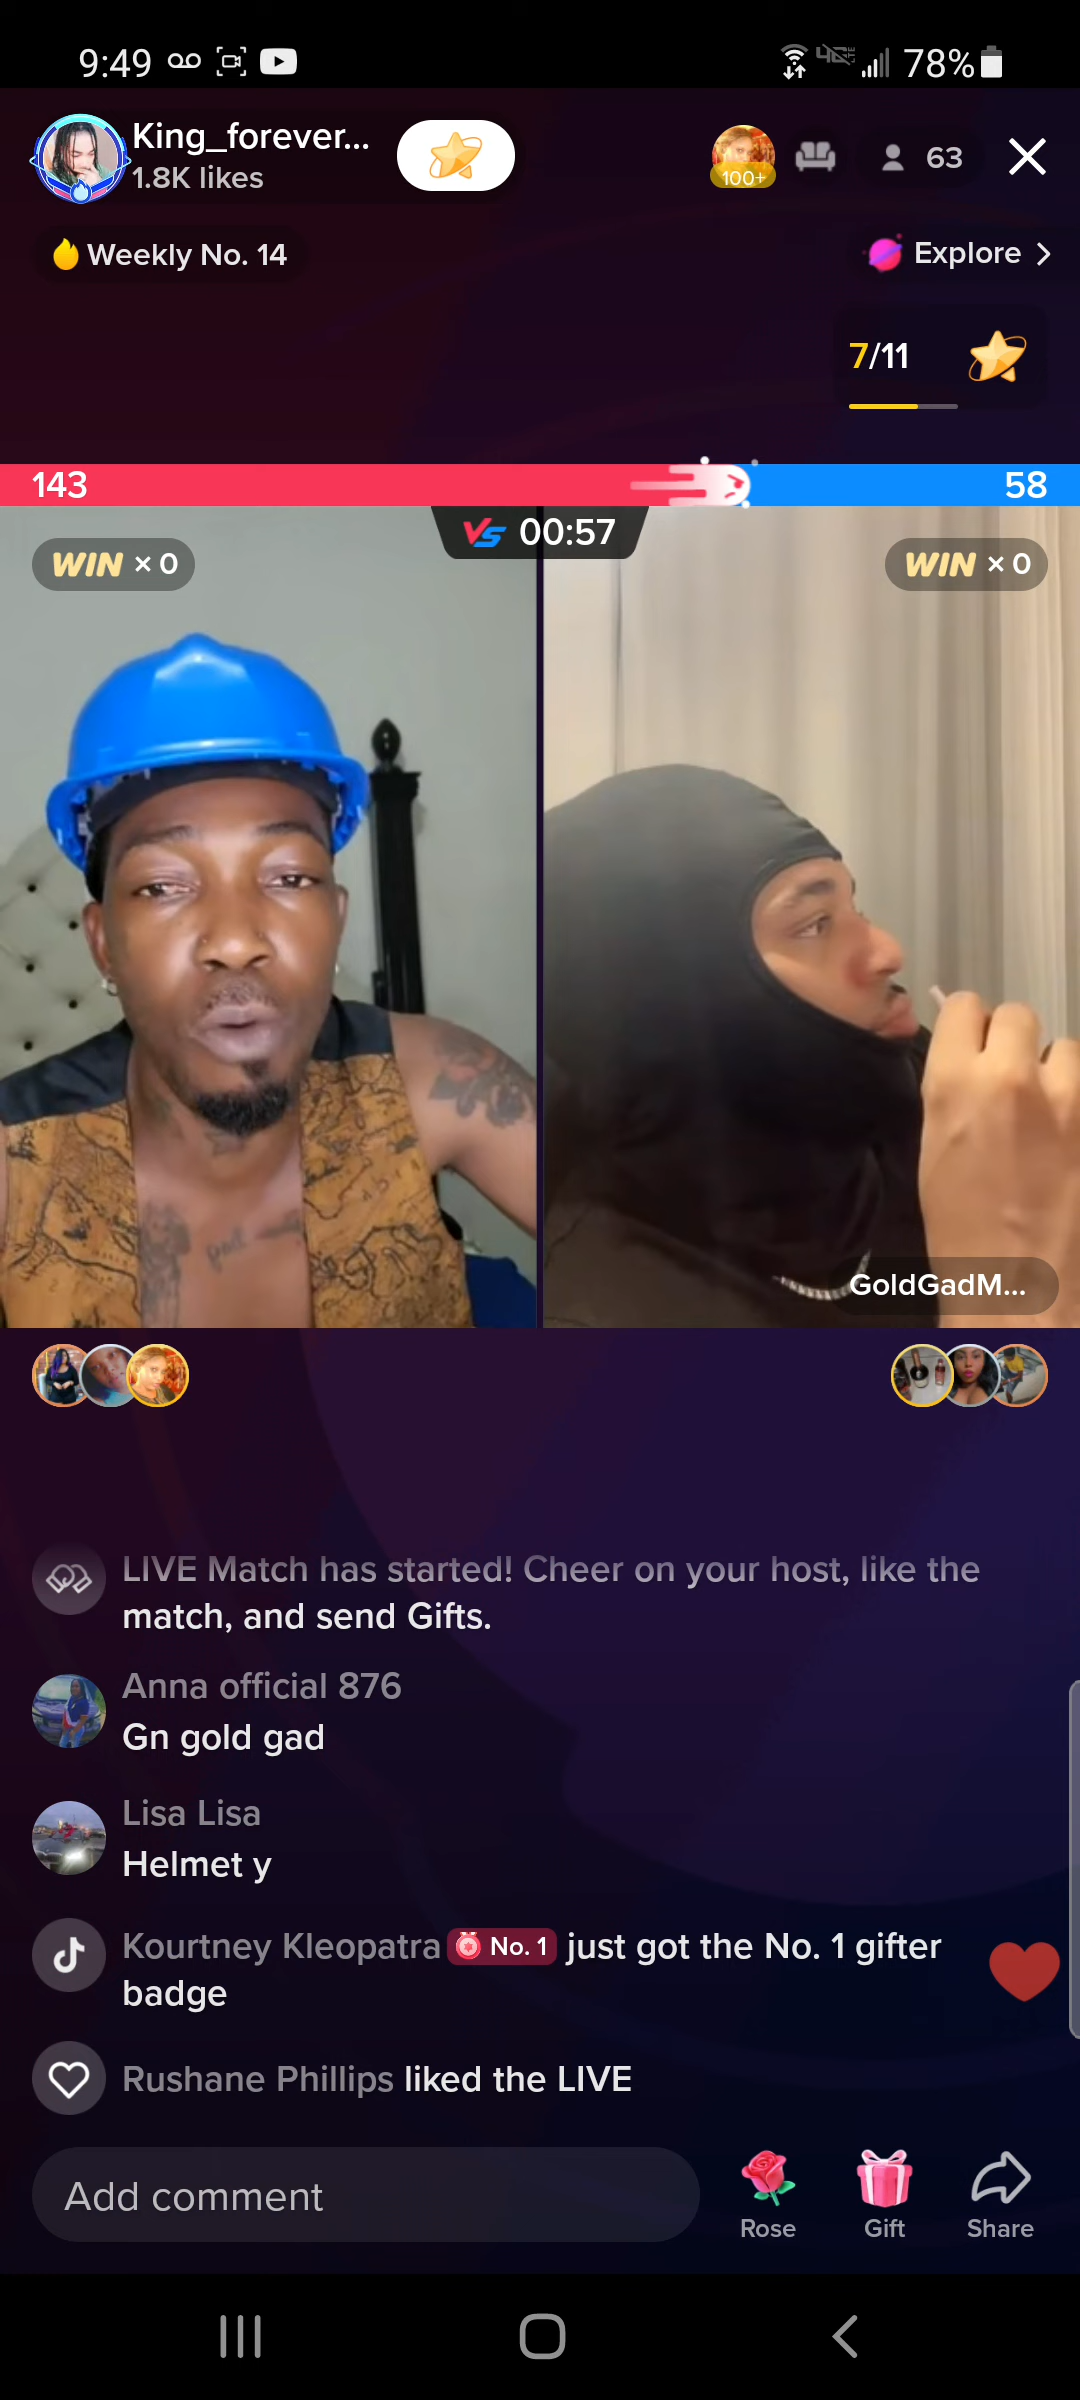 9:49
4G LTE
78%
King_forever...
1.8K likes
100+
63
Weekly No. 14
Explore
7/11
143
58
VS 00:57
WIN × 0
WIN × 0
GoldGadM...
LIVE Match has started! Cheer on your host, like the
match, and send Gifts.
Anna official 876
Gn gold gad
Lisa Lisa
Helmet y
Kourtney Kleopatra No. 1 just got the No. 1 gifter
badge
Rushane Phillips liked the LIVE
Add comment
Rose
Gift
Share